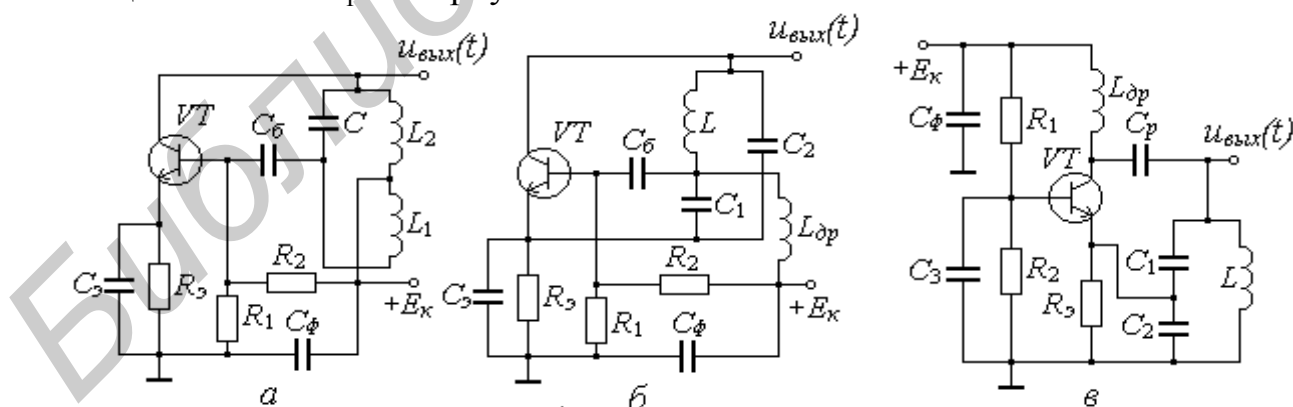 Библи
u_вых(t)
VT
C_б
C
L_2
L_1
R_2
C_э
R_э
R_1
C_ф
+E_к
а
u_вых(t)
VT
C_б
L
C_2
C_1
L_др
R_2
C_э
R_э
R_1
C_ф
+E_к
б
+E_к
C_ф
R_1
L_др
C_р
u_вых(t)
VT
C_3
R_2
R_э
C_1
C_2
L
в